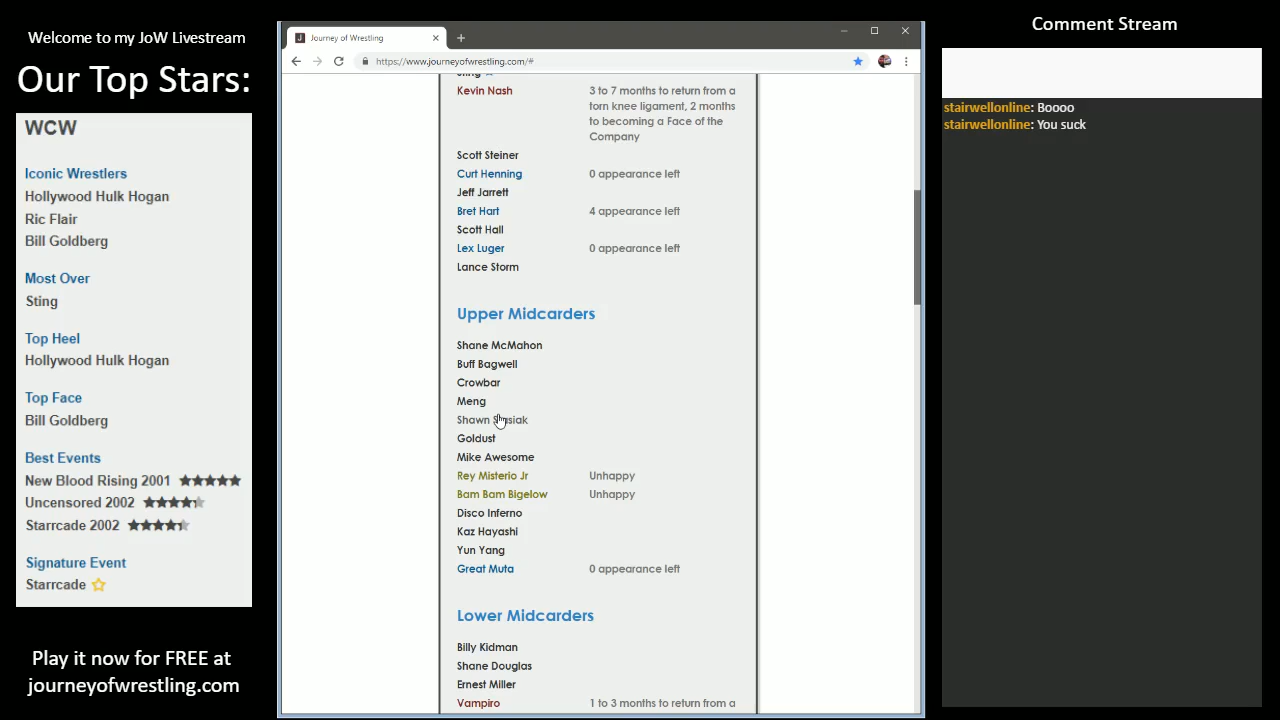 Welcome to my JoW Livestream
Our Top Stars:
WCW
Iconic Wrestlers
Hollywood Hulk Hogan
Ric Flair
Bill Goldberg
Most Over
Sting
Top Heel
Hollywood Hulk Hogan
Top Face
Bill Goldberg
Best Events
New Blood Rising 2001
Uncensored 2002
Starrcade 2002
Signature Event
Starrcade
Play it now for FREE at
journeyofwrestling.com
Journey of Wrestling
https://www.journeyofwrestling.com/#
Sting
Kevin Nash 3 to 7 months to return from a
torn knee ligament, 2 months
to becoming a Face of the
Company
Scott Steiner
Curt Henning 0 appearance left
Jeff Jarrett
Bret Hart 4 appearance left
Scott Hall
Lex Luger 0 appearance left
Lance Storm
Upper Midcarders
Shane McMahon
Buff Bagwell
Crowbar
Meng
Shawn
Goldust
Mike Awesome
Rey Misterio Jr Unhappy
Bam Bam Bigelow Unhappy
Disco Inferno
Kaz Hayashi
Yun Yang
Great Muta 0 appearance left
Lower Midcarders
Billy Kidman
Shane Douglas
Ernest Miller
Vampiro 1 to 3 months to return from a
Comment Stream
stairwellonline: Boooo
stairwellonline: You suck